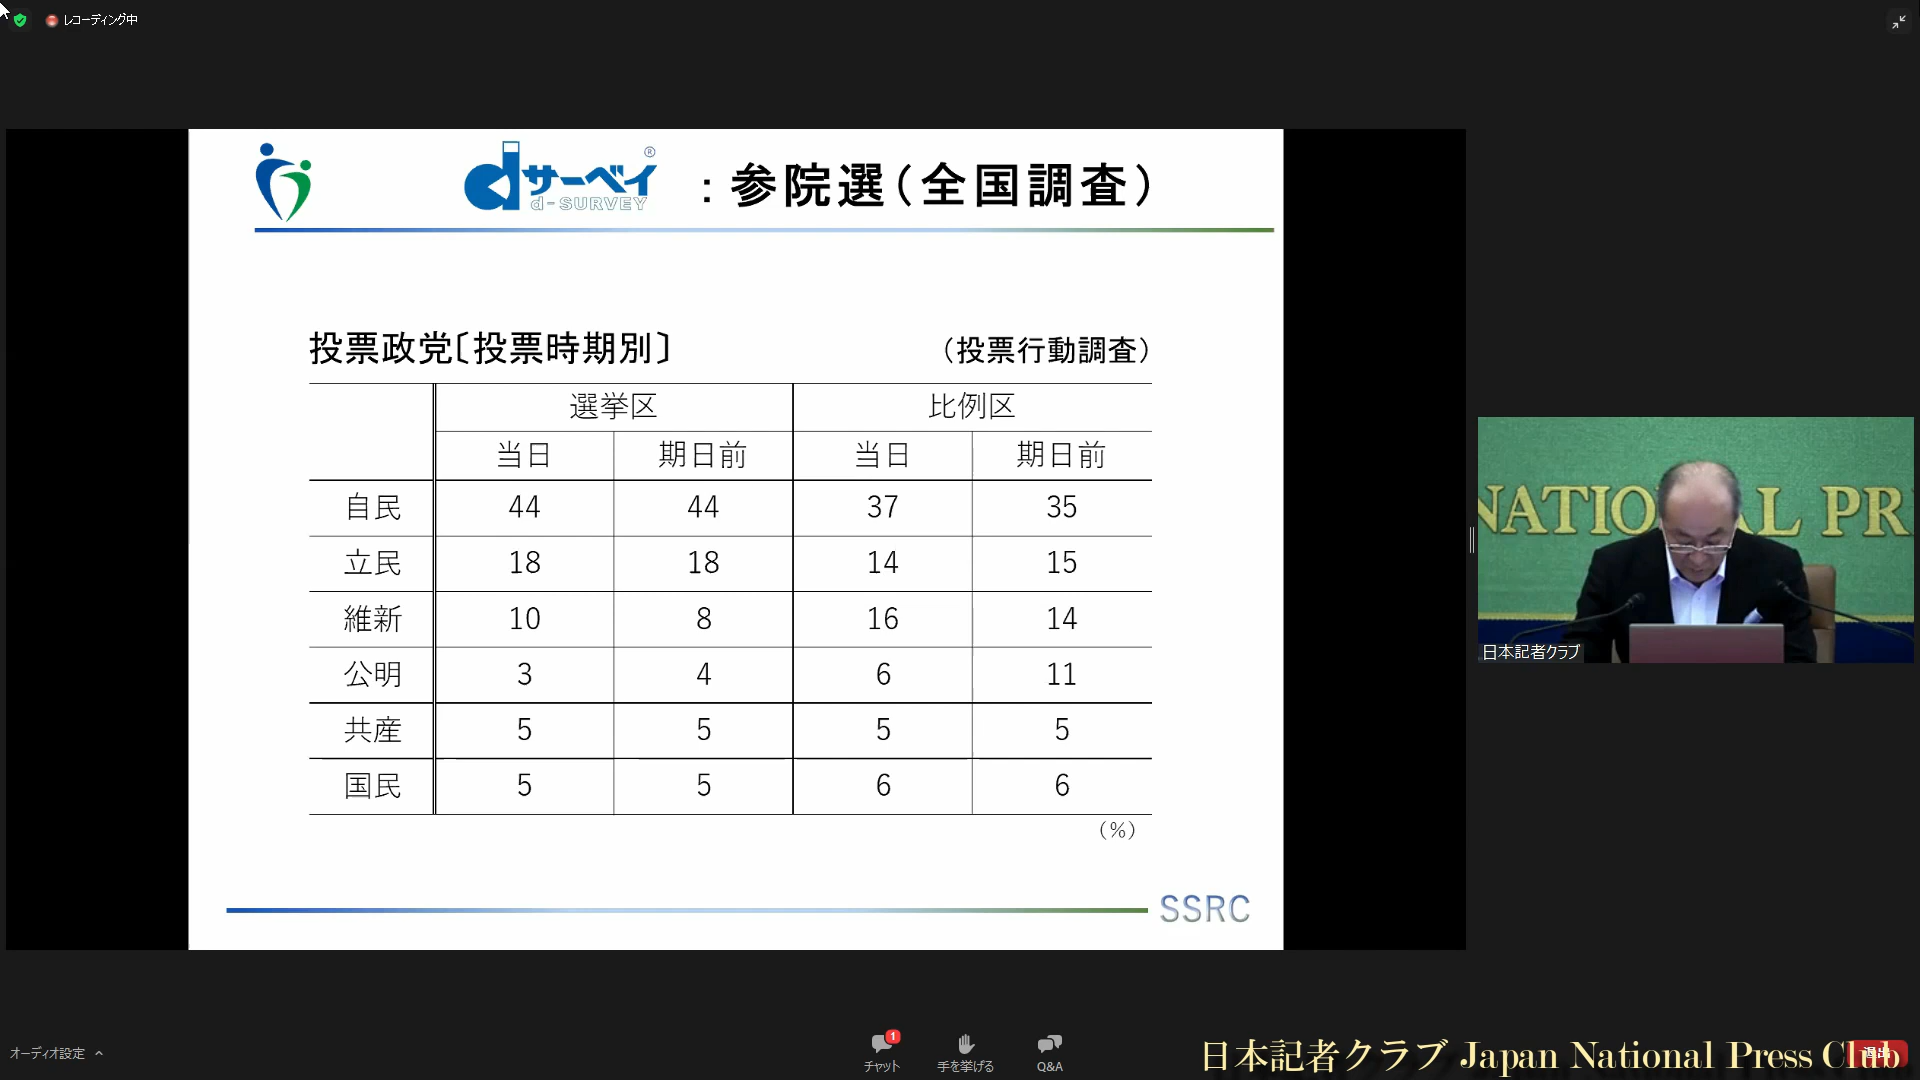 レコーディング中
dサーベイ® ：参院選（全国調査）
d-SURVEY
投票政党〔投票時期別〕 （投票行動調査）
選挙区 比例区
当日 期日前 当日 期日前
自民 44 44 37 35
立民 18 18 14 15
維新 10 8 16 14
公明 3 4 6 11
共産 5 5 5 5
国民 5 5 6 6
（%）
SSRC
NATIONAL PR
日本記者クラブ
オーディオ設定
1
チャット 手を挙げる Q&A
日本記者クラブ Japan National Press Club
退出